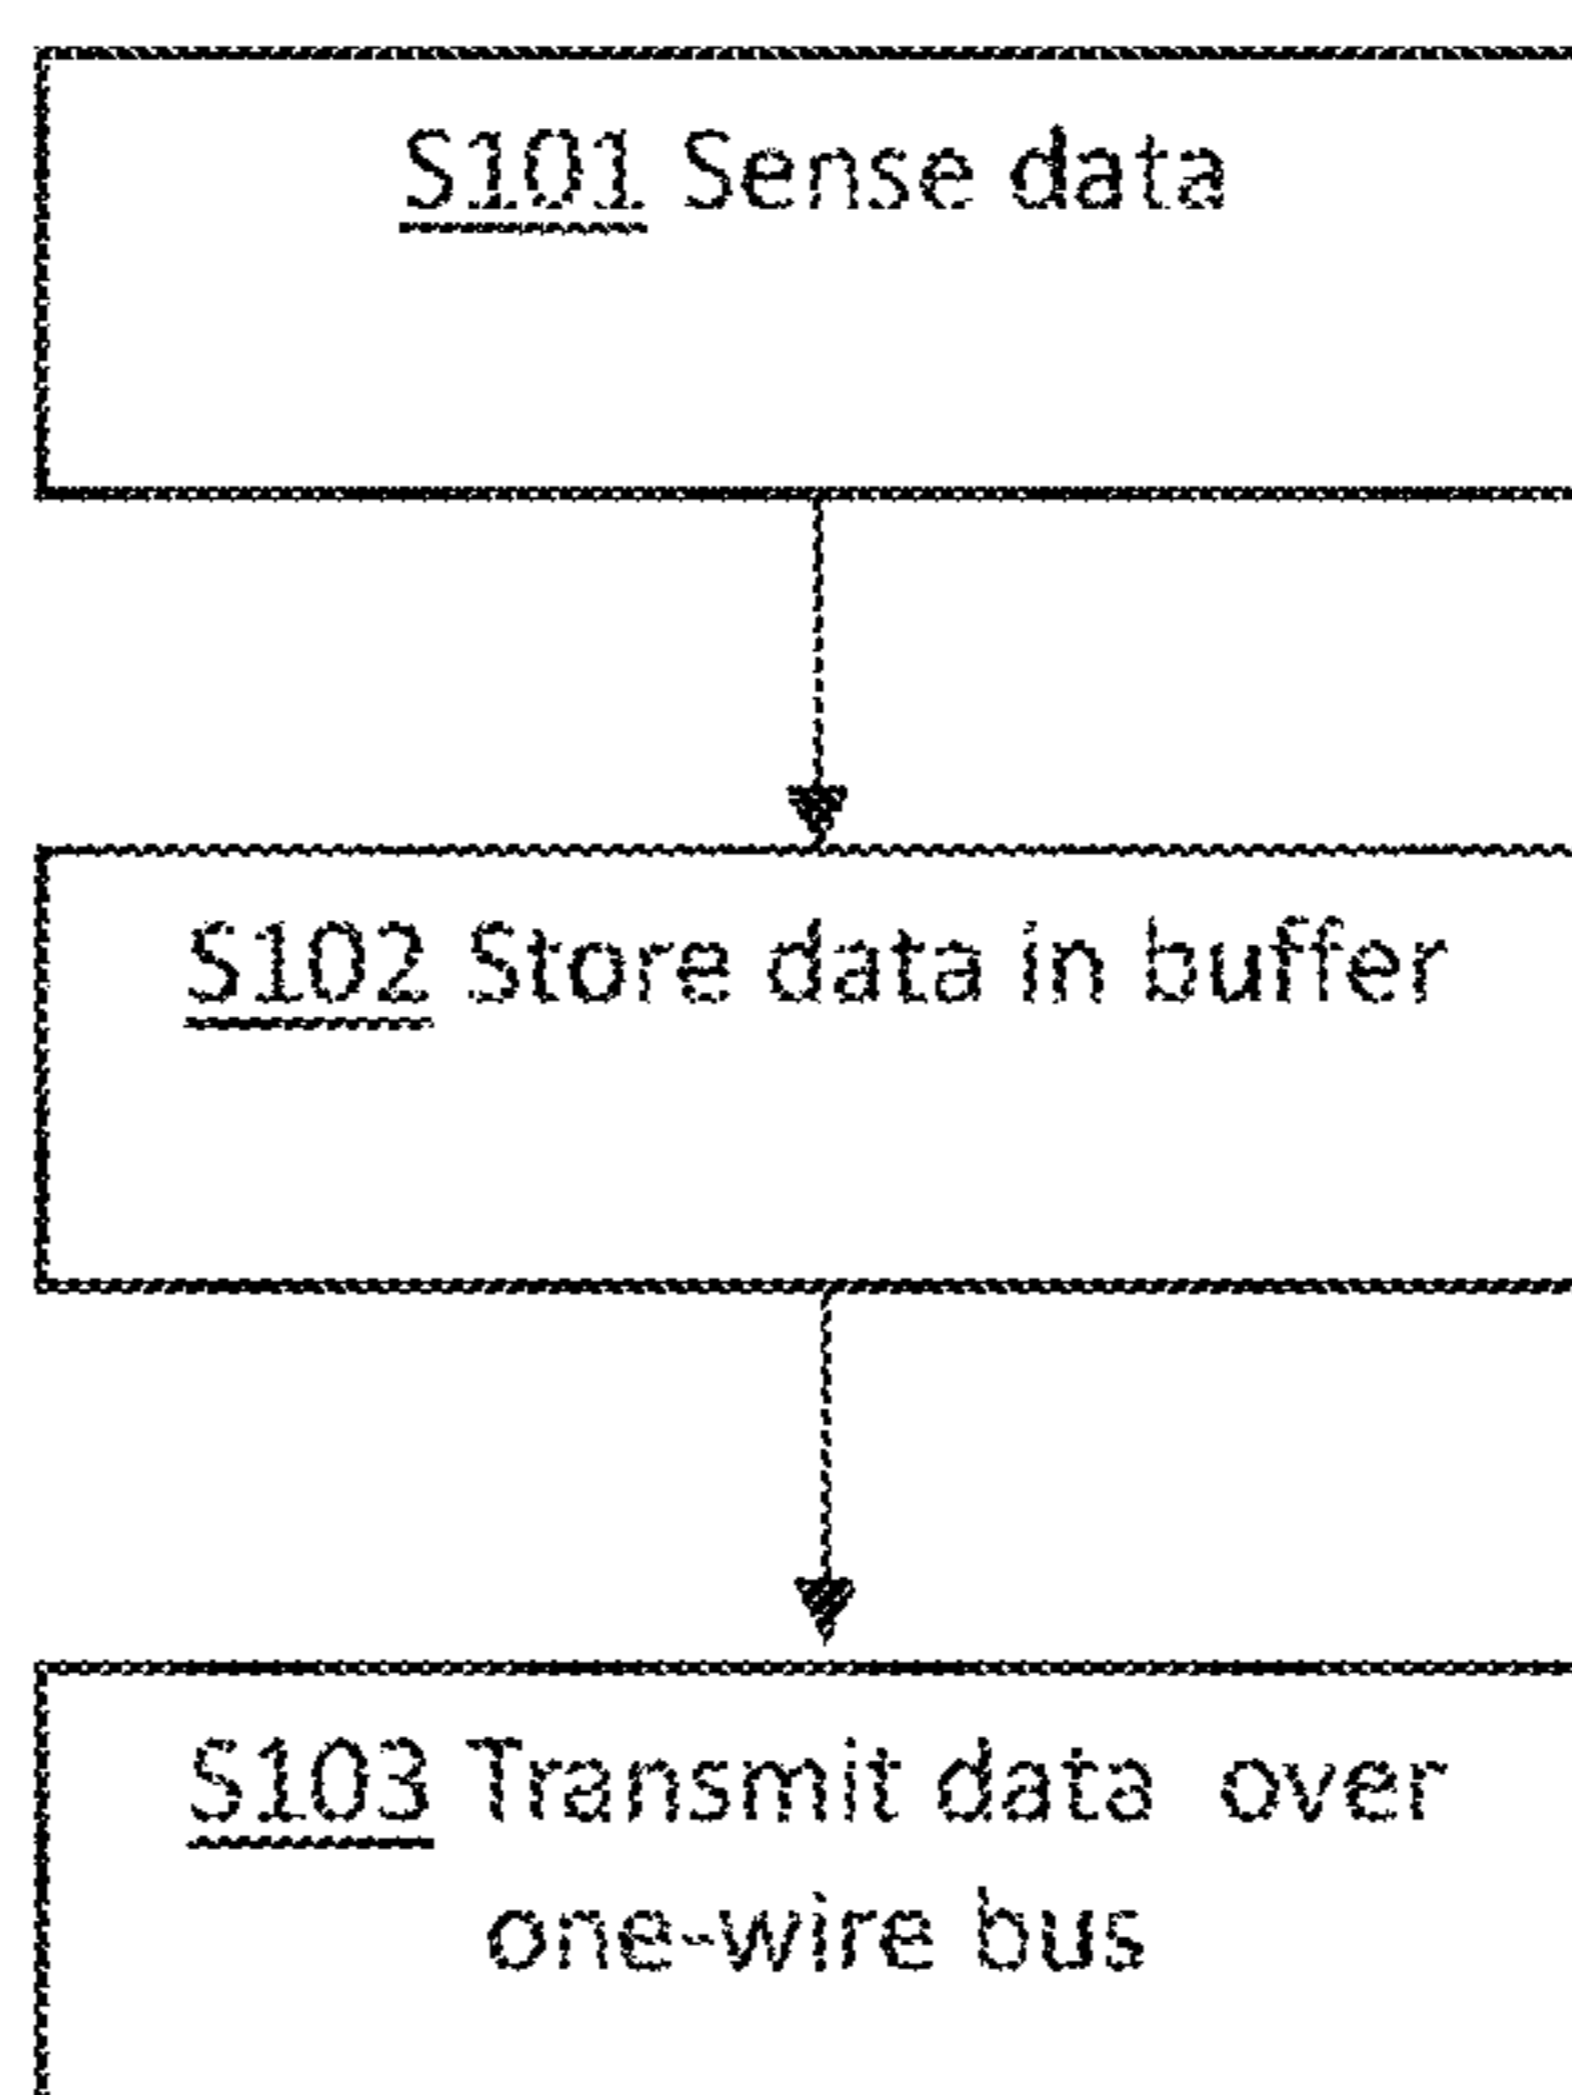 S101 Sense data
S102 Store data in buffer
S103 Transmit data over
one-wire bus